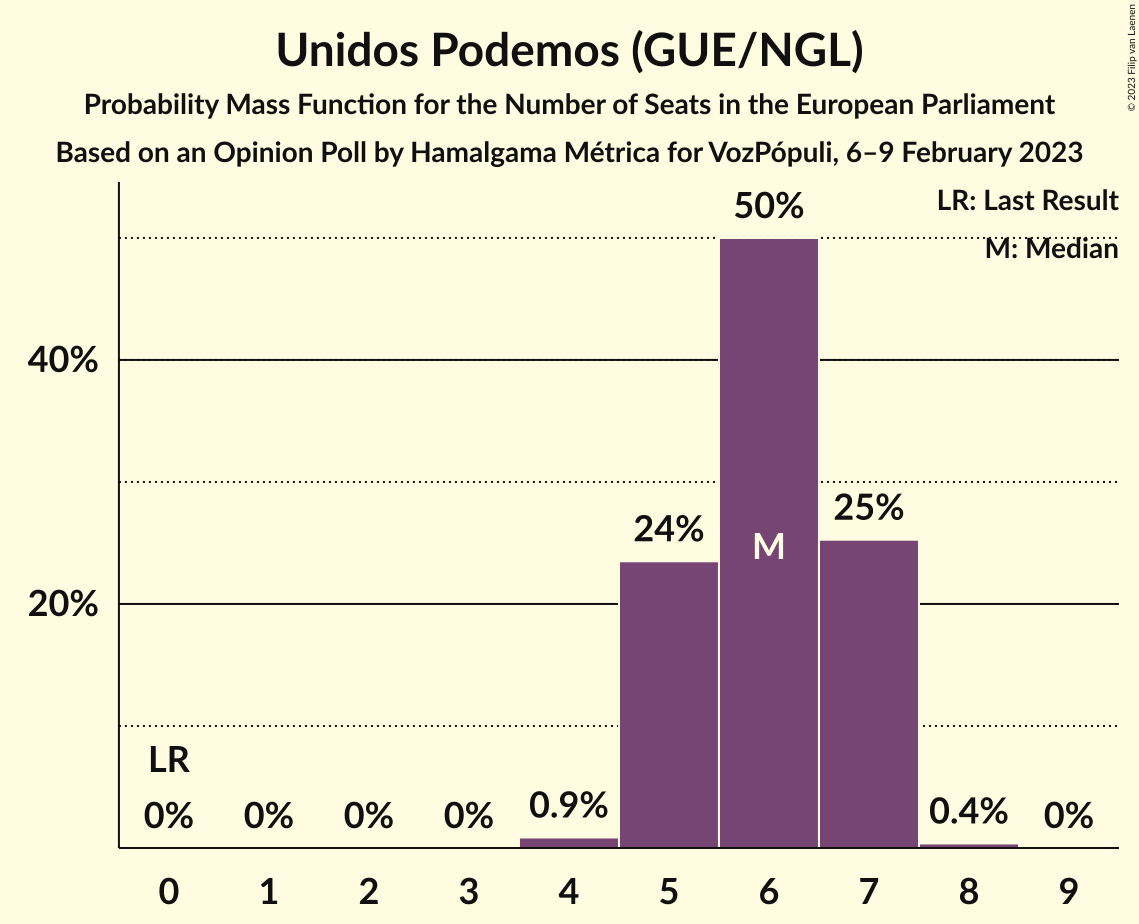 Unidos Podemos (GUE/NGL)
Probability Mass Function for the Number of Seats in the European Parliament
Based on an Opinion Poll by Hamalgama Métrica for VozPópuli, 6–9 February 2023
© 2023 Filip van Laenen
LR: Last Result
M: Median
50%
40%
25%
24%
M
20%
LR
0% 0% 0% 0% 0.9% 0.4% 0%
0 1 2 3 4 5 6 7 8 9